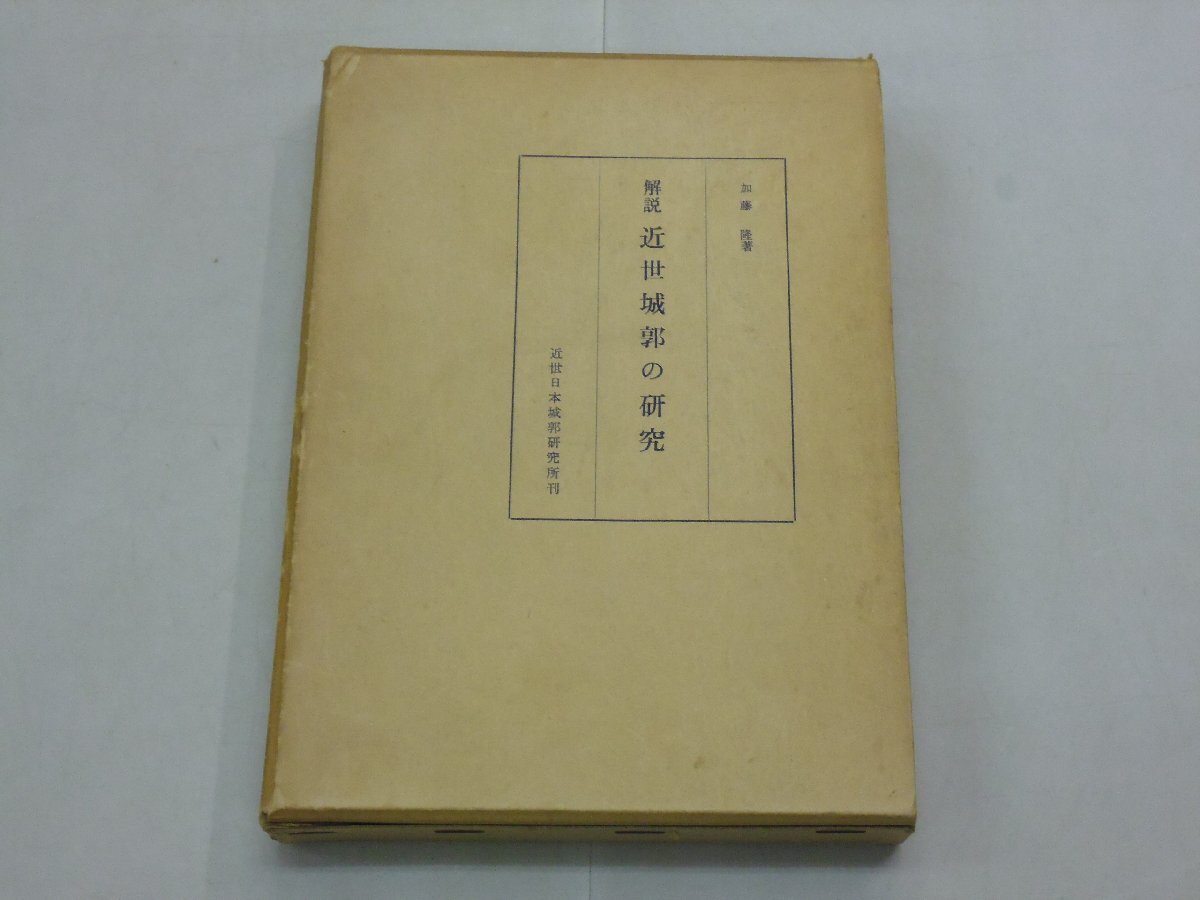 加藤 隆著
解説 近世城郭の研究
近世日本城郭研究所刊